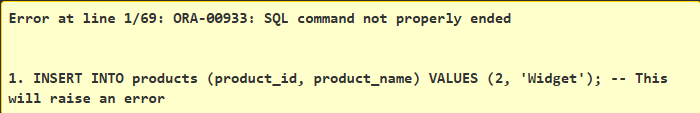 Error at line 1/69: ORA-00933: SQL command not properly ended
1. INSERT INTO products (product_id, product_name) VALUES (2, 'Widget'); -- This
will raise an error